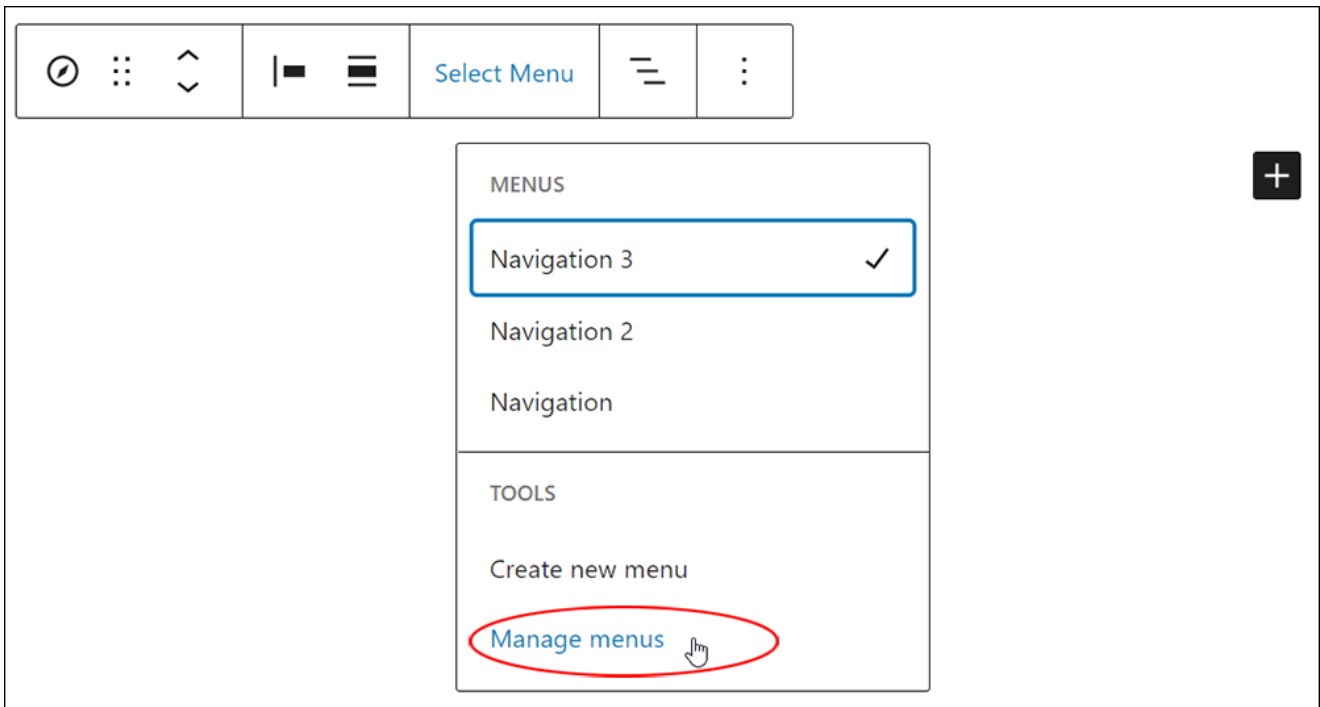 Select Menu
MENUS
Navigation 3
Navigation 2
Navigation
TOOLS
Create new menu
Manage menus